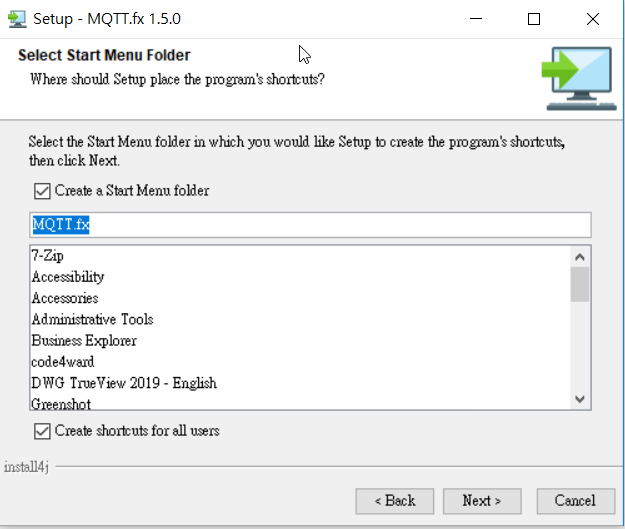 Setup - MQTT.fx 1.5.0
Select Start Menu Folder
Where should Setup place the program's shortcuts?
Select the Start Menu folder in which you would like Setup to create the program's shortcuts,
then click Next.
Create a Start Menu folder
MQTT.fx
7-Zip
Accessibility
Accessories
Administrative Tools
Business Explorer
code4ward
DWG TrueView 2019 - English
Greenshot
Create shortcuts for all users
install4j
< Back
Next >
Cancel